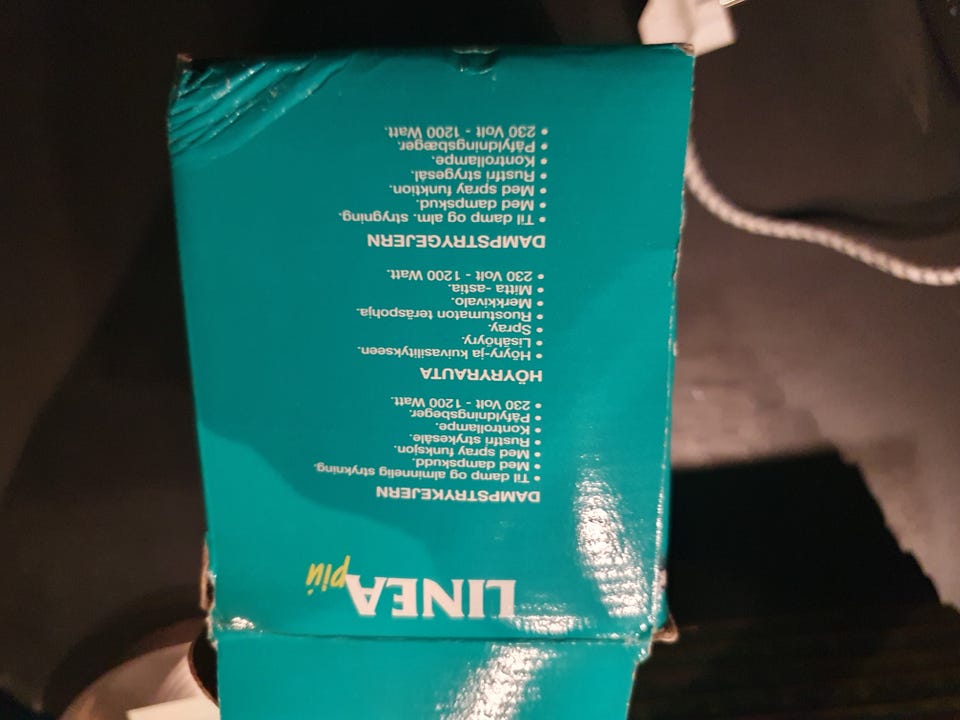 LINEA più
DAMPSTRYKEJERN
• Til damp og alminnelig strykning.
• Med dampskudd.
• Med spray funksjon.
• Rustfri strykesåle.
• Kontrollampe.
• Påfyldningsbeger.
• 230 Volt - 1200 Watt.
HÖYRYRAUTA
• Höyry-ja kuivasilitykseen.
• Lisähöyry.
• Spray.
• Ruostumaton teräspohja.
• Merkkivalo.
• Mitta -astia.
• 230 Volt - 1200 Watt.
DAMPSTRYGEJERN
• Til damp og alm. strygning.
• Med dampskud.
• Med spray funktion.
• Rustfri strygesål.
• Kontrollampe.
• Påfyldningsbæger.
• 230 Volt - 1200 Watt.